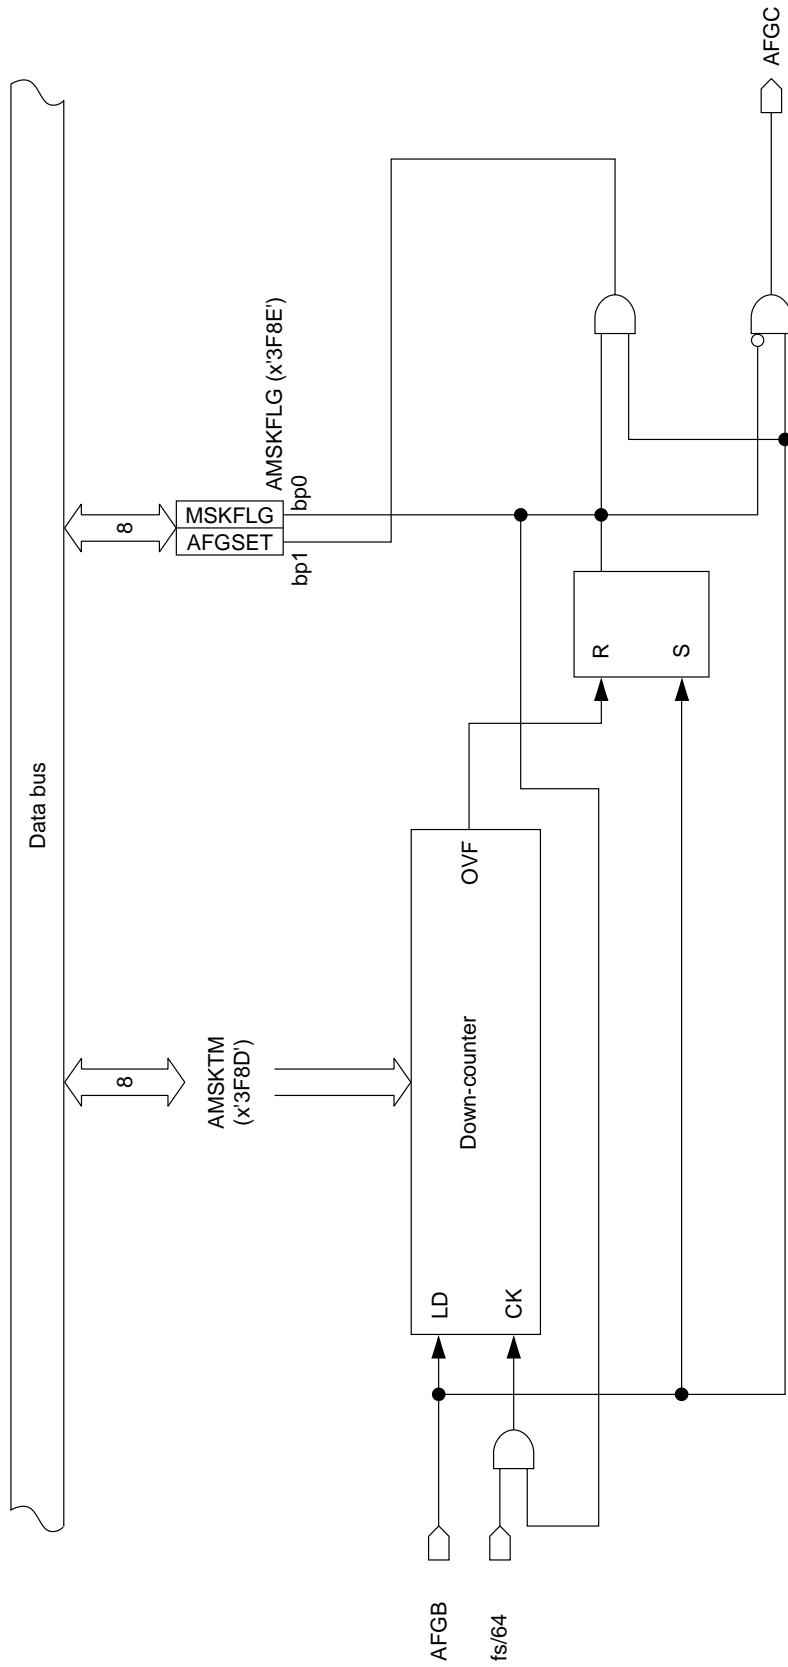 Data bus
8
AMSKTM
(x'3F8D')
8
AMSKFLG (x'3F8E')
MSKFLG
AFGSET
bp0
bp1
AFGB
fs/64
LD
CK
Down-counter
OVF
R
S
AFGC